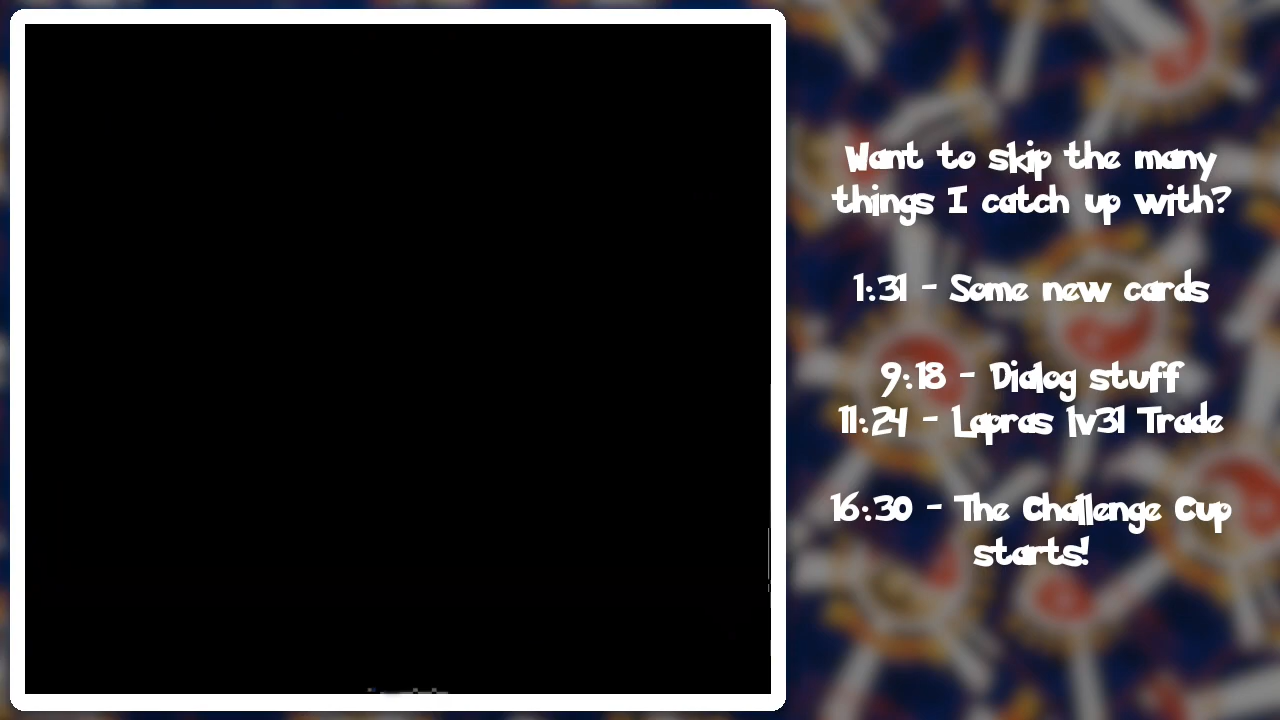 Want to skip the many
things I catch up with?
1:31 - Some new cards
9:18 - Dialog stuff
11:24 - Lapras 1v31 Trade
16:30 - The Challenge Cup
starts!